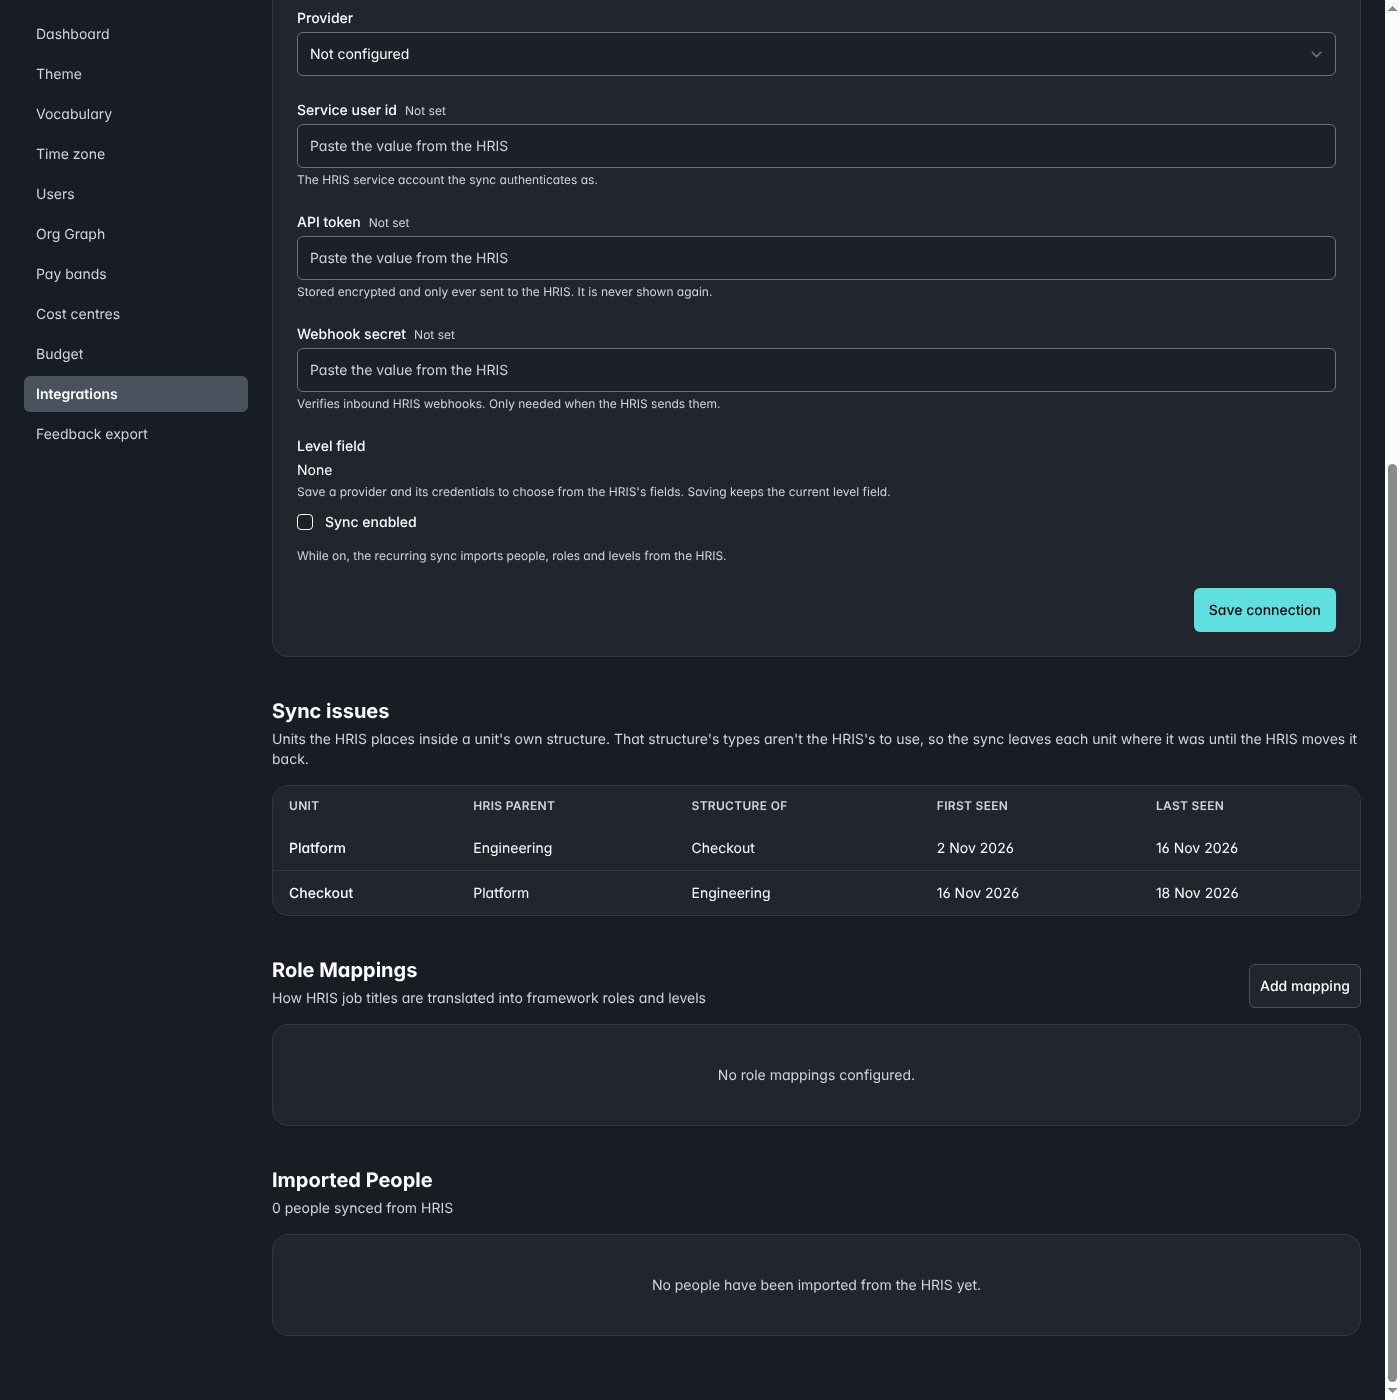 Dashboard
Theme
Vocabulary
Time zone
Users
Org Graph
Pay bands
Cost centres
Budget
Integrations
Feedback export
Provider
Not configured
Service user id Not set
Paste the value from the HRIS
The HRIS service account the sync authenticates as.
API token Not set
Paste the value from the HRIS
Stored encrypted and only ever sent to the HRIS. It is never shown again.
Webhook secret Not set
Paste the value from the HRIS
Verifies inbound HRIS webhooks. Only needed when the HRIS sends them.
Level field
None
Save a provider and its credentials to choose from the HRIS's fields. Saving keeps the current level field.
Sync enabled
While on, the recurring sync imports people, roles and levels from the HRIS.
Save connection
Sync issues
Units the HRIS places inside a unit's own structure. That structure's types aren't the HRIS's to use, so the sync leaves each unit where it was until the HRIS moves it
back.
UNIT HRIS PARENT STRUCTURE OF FIRST SEEN LAST SEEN
Platform Engineering Checkout 2 Nov 2026 16 Nov 2026
Checkout Platform Engineering 16 Nov 2026 18 Nov 2026
Role Mappings
How HRIS job titles are translated into framework roles and levels
Add mapping
No role mappings configured.
Imported People
0 people synced from HRIS
No people have been imported from the HRIS yet.